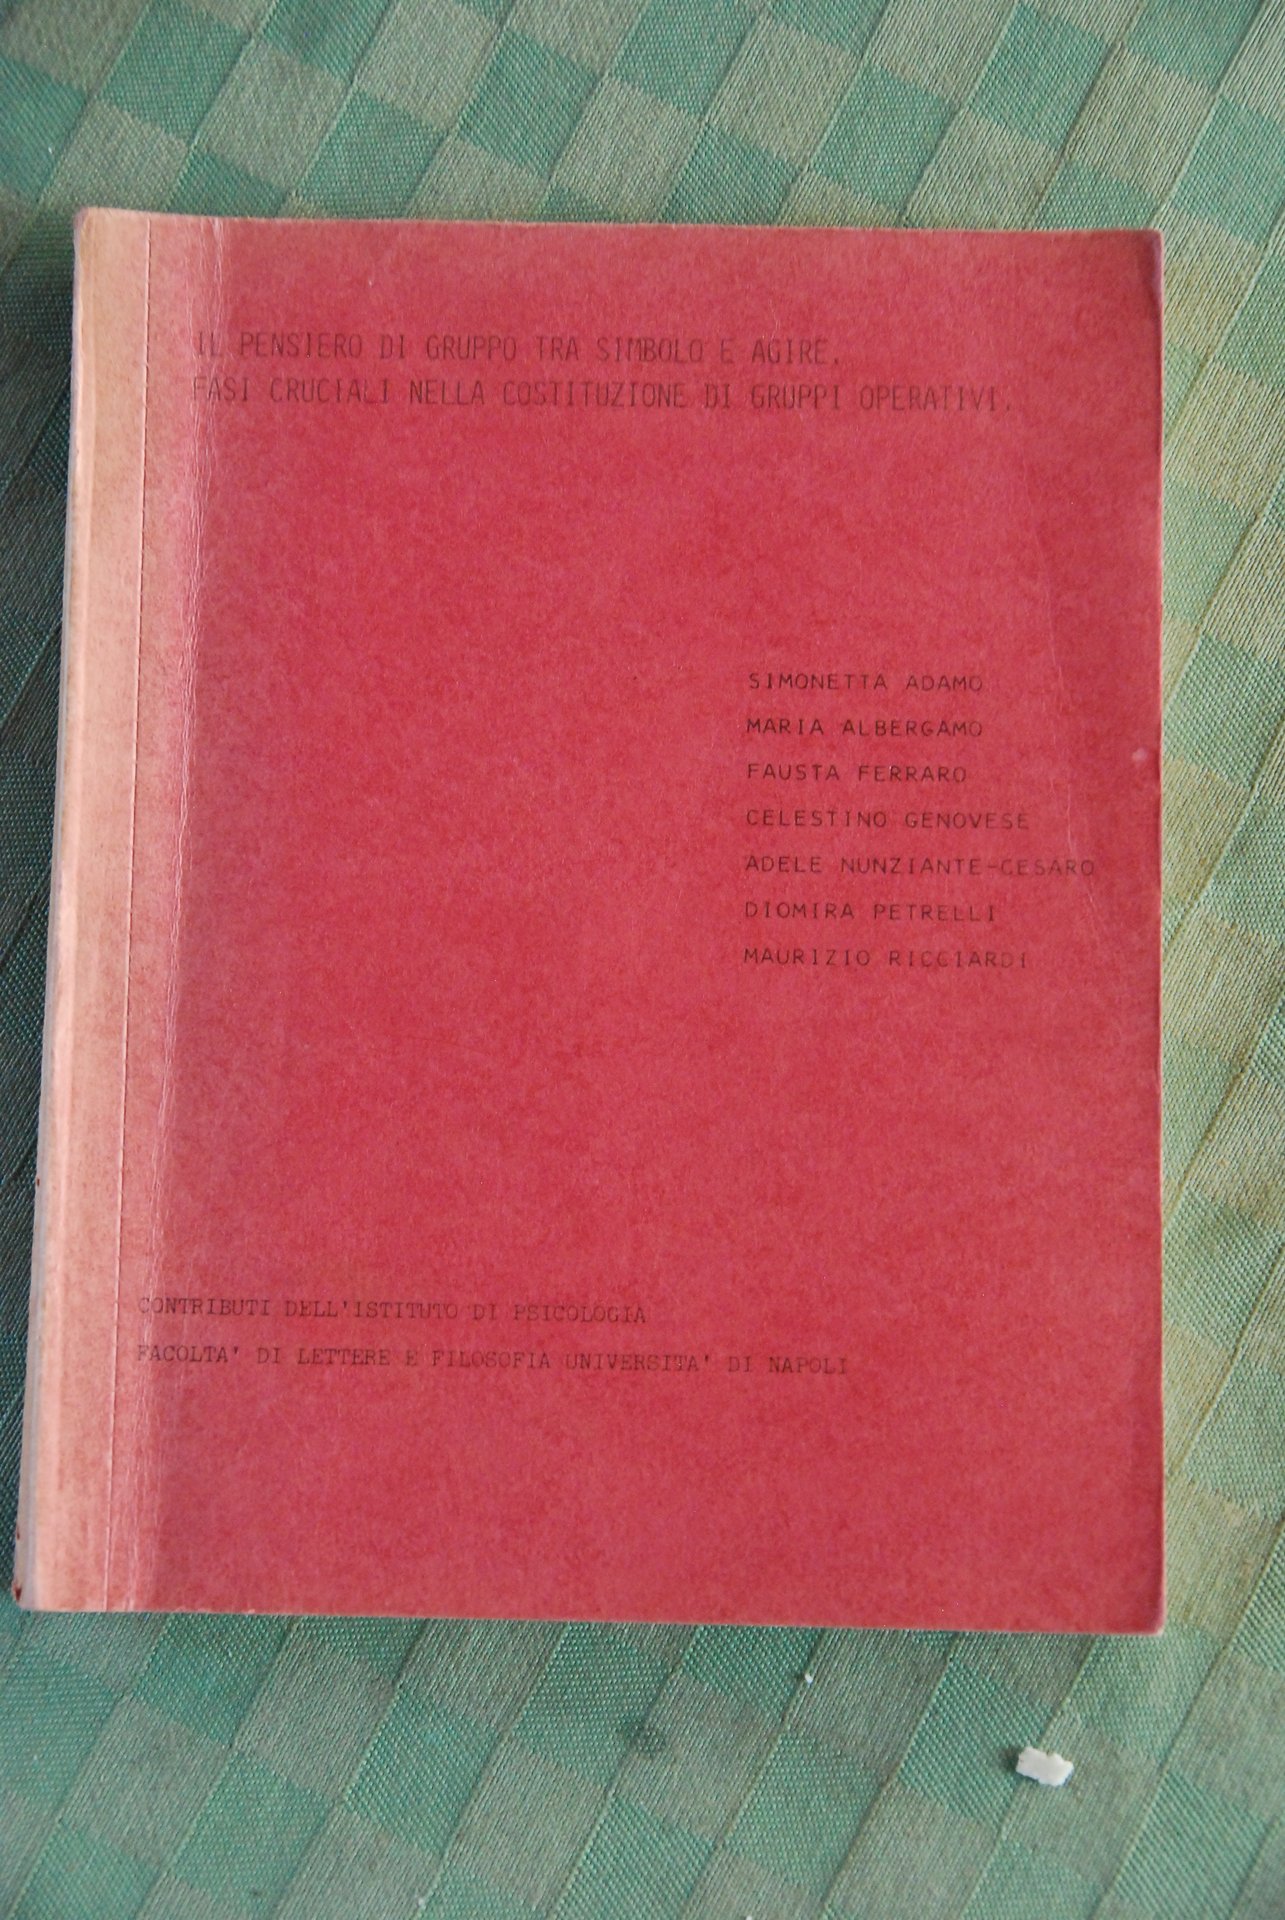 IL PENSIERO DI GRUPPO TRA SIMBOLO E AGIRE.
FASI CRUCIALI NELLA COSTITUZIONE DI GRUPPI OPERATIVI.
SIMONETTA ADAMO
MARIA ALBERGAMO
FAUSTA FERRARO
CELESTINO GENOVESE
ADELE NUNZIANTE-CESARO
DIOMIRA PETRELLI
MAURIZIO RICCIARDI
CONTRIBUTI DELL'ISTITUTO DI PSICOLOGIA
FACOLTA' DI LETTERE E FILOSOFIA UNIVERSITA' DI NAPOLI